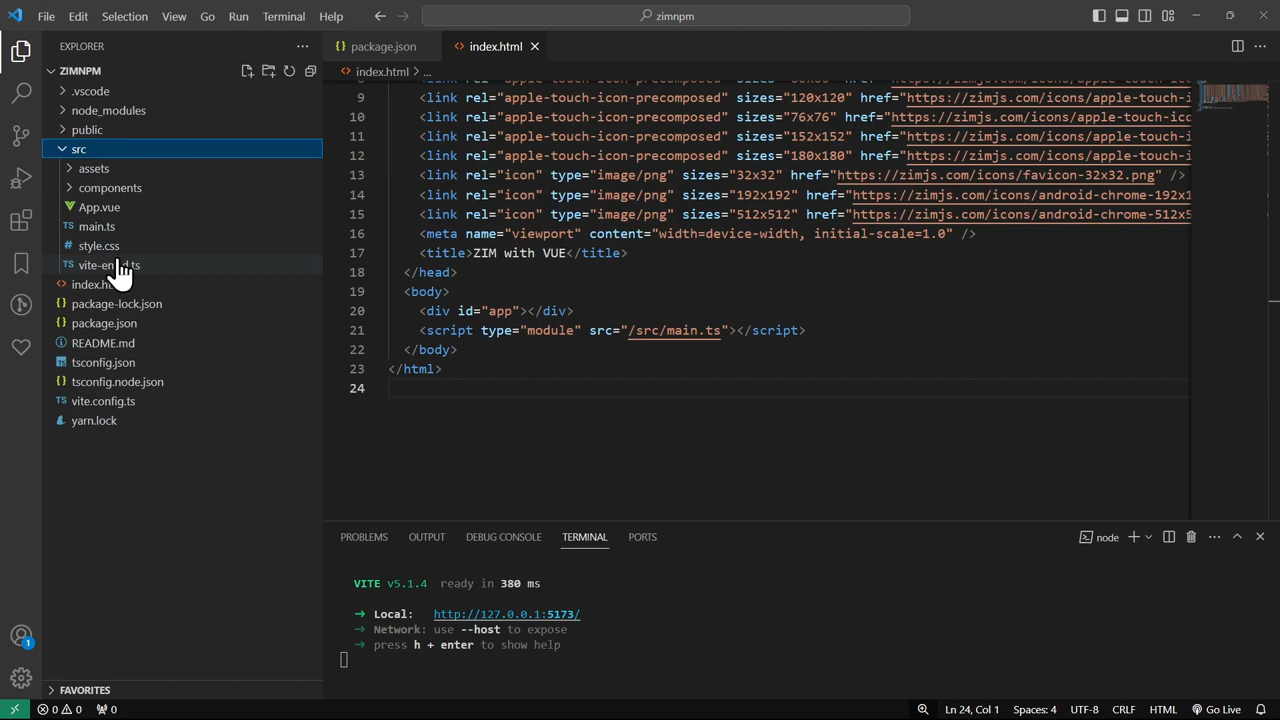 File Edit Selection View Go Run Terminal Help
zimnpm
EXPLORER
ZIMNPM
.vscode
node_modules
public
src
assets
components
App.vue
main.ts
style.css
package-lock.json
package.json
README.md
tsconfig.json
tsconfig.node.json
vite.config.ts
yarn.lock
FAVORITES
package.json
index.html
index.html > ...
9 <link rel="apple-touch-icon-precomposed" sizes="120x120" href="https://zimjs.com/icons/apple-touch-i
10 <link rel="apple-touch-icon-precomposed" sizes="76x76" href="https://zimjs.com/icons/apple-touch-ico
11 <link rel="apple-touch-icon-precomposed" sizes="152x152" href="https://zimjs.com/icons/apple-touch-i
12 <link rel="apple-touch-icon-precomposed" sizes="180x180" href="https://zimjs.com/icons/apple-touch-i
13 <link rel="icon" type="image/png" sizes="32x32" href="https://zimjs.com/icons/favicon-32x32.png" />
14 <link rel="icon" type="image/png" sizes="192x192" href="https://zimjs.com/icons/android-chrome-192x1
15 <link rel="icon" type="image/png" sizes="512x512" href="https://zimjs.com/icons/android-chrome-512x5
16 <meta name="viewport" content="width=device-width, initial-scale=1.0" />
17 <title>ZIM with VUE</title>
18 </head>
19 <body>
20 <div id="app"></div>
21 <script type="module" src="/src/main.ts"></script>
22 </body>
23 </html>
24
PROBLEMS OUTPUT DEBUG CONSOLE TERMINAL PORTS
node
VITE v5.1.4 ready in 380 ms
➜ Local: http://127.0.0.1:5173/
➜ Network: use --host to expose
➜ press h + enter to show help
1
0 0 0 Ln 24, Col 1 Spaces: 4 UTF-8 CRLF HTML Go Live